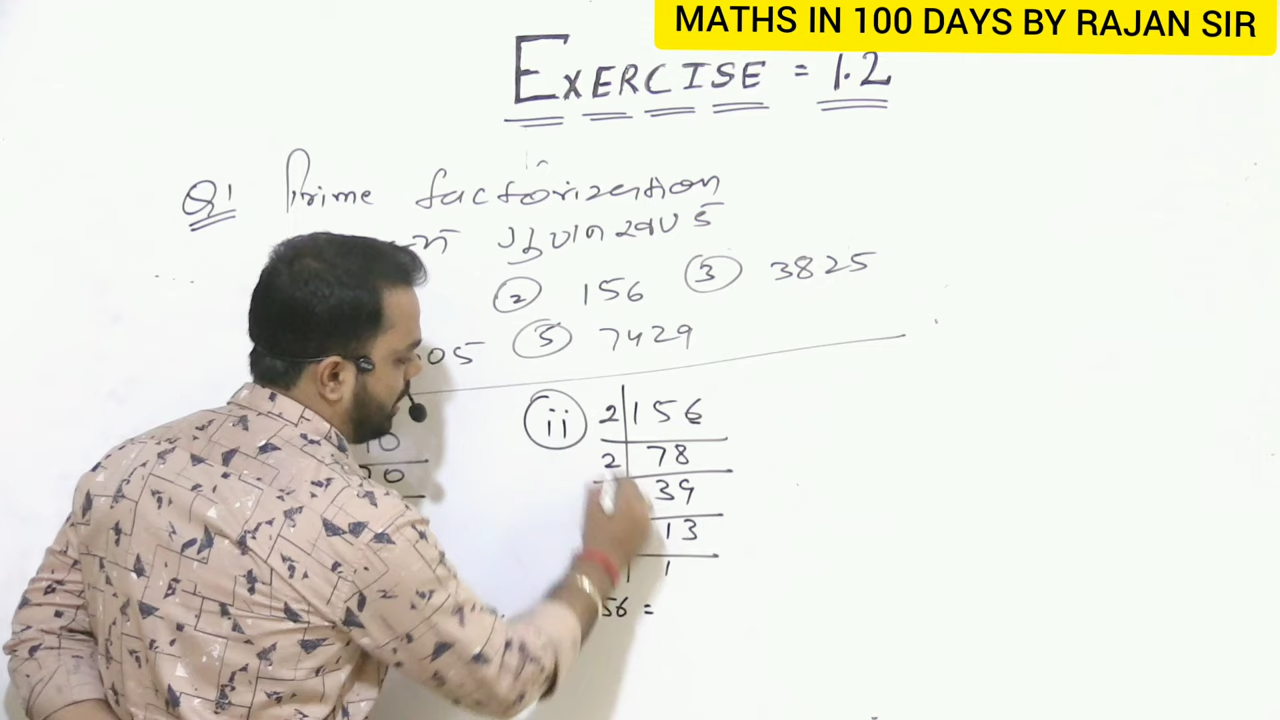 MATHS IN 100 DAYS BY RAJAN SIR
EXERCISE = 1.2
Q1 Prime factorization
② 156 ③ 3825
05 ⑤ 7429
ii 2 156
2 78
39
13
1
56 =